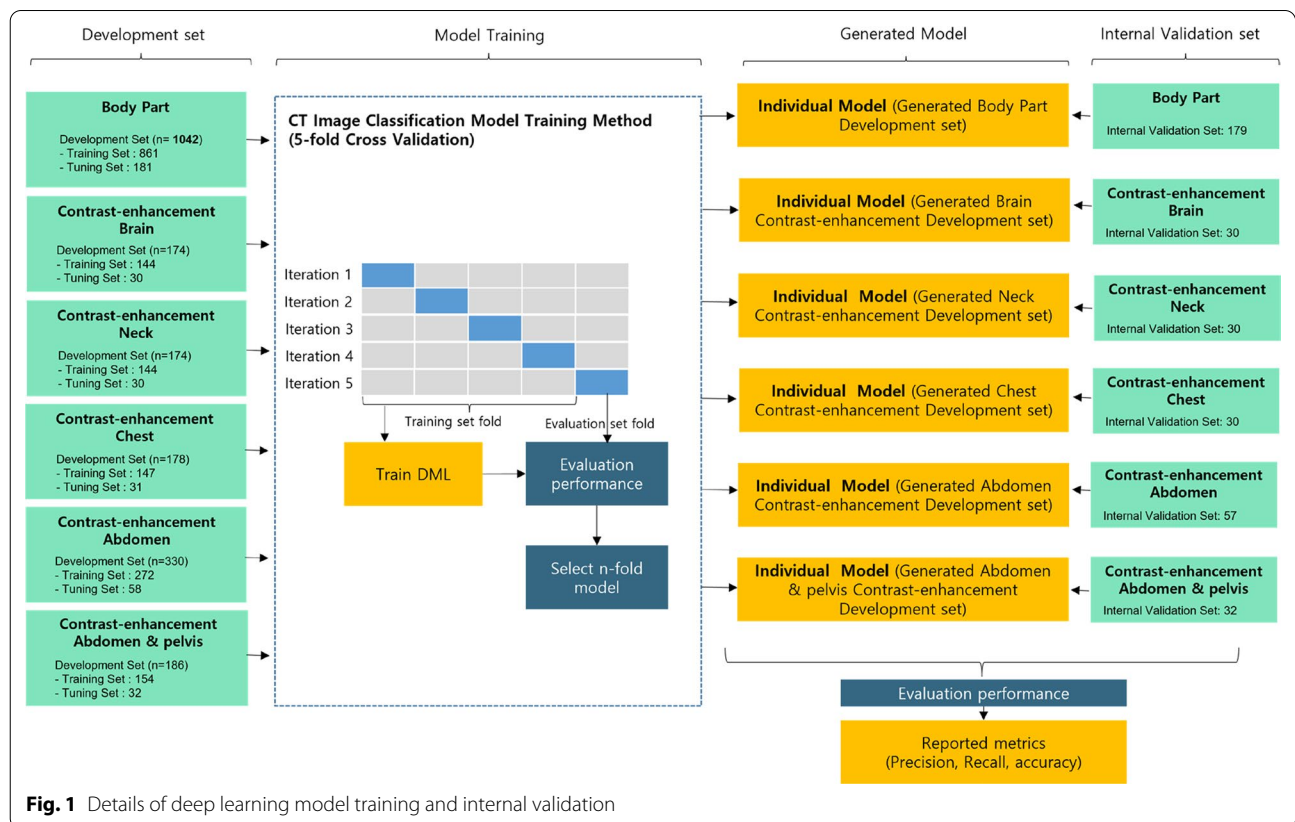 Development set
Model Training
Generated Model
Internal Validation set
Body Part
Development Set (n= 1042)
- Training Set : 861
- Tuning Set : 181
Contrast-enhancement
Brain
Development Set (n=174)
- Training Set : 144
- Tuning Set : 30
Contrast-enhancement
Neck
Development Set (n=174)
- Training Set : 144
- Tuning Set : 30
Contrast-enhancement
Chest
Development Set (n=178)
- Training Set : 147
- Tuning Set : 31
Contrast-enhancement
Abdomen
Development Set (n=330)
- Training Set : 272
- Tuning Set : 58
Contrast-enhancement
Abdomen & pelvis
Development Set (n=186)
- Training Set : 154
- Tuning Set : 32
CT Image Classification Model Training Method
(5-fold Cross Validation)
Iteration 1
Iteration 2
Iteration 3
Iteration 4
Iteration 5
Training set fold
Evaluation set fold
Train DML
Evaluation
performance
Select n-fold
model
Individual Model (Generated Body Part
Development set)
Individual Model (Generated Brain
Contrast-enhancement Development set)
Individual Model (Generated Neck
Contrast-enhancement Development set)
Individual Model (Generated Chest
Contrast-enhancement Development set)
Individual Model (Generated Abdomen
Contrast-enhancement Development set)
Individual Model (Generated Abdomen
& pelvis Contrast-enhancement
Development set)
Body Part
Internal Validation Set: 179
Contrast-enhancement
Brain
Internal Validation Set: 30
Contrast-enhancement
Neck
Internal Validation Set: 30
Contrast-enhancement
Chest
Internal Validation Set: 30
Contrast-enhancement
Abdomen
Internal Validation Set: 57
Contrast-enhancement
Abdomen & pelvis
Internal Validation Set: 32
Evaluation performance
Reported metrics
(Precision, Recall, accuracy)
Fig. 1 Details of deep learning model training and internal validation